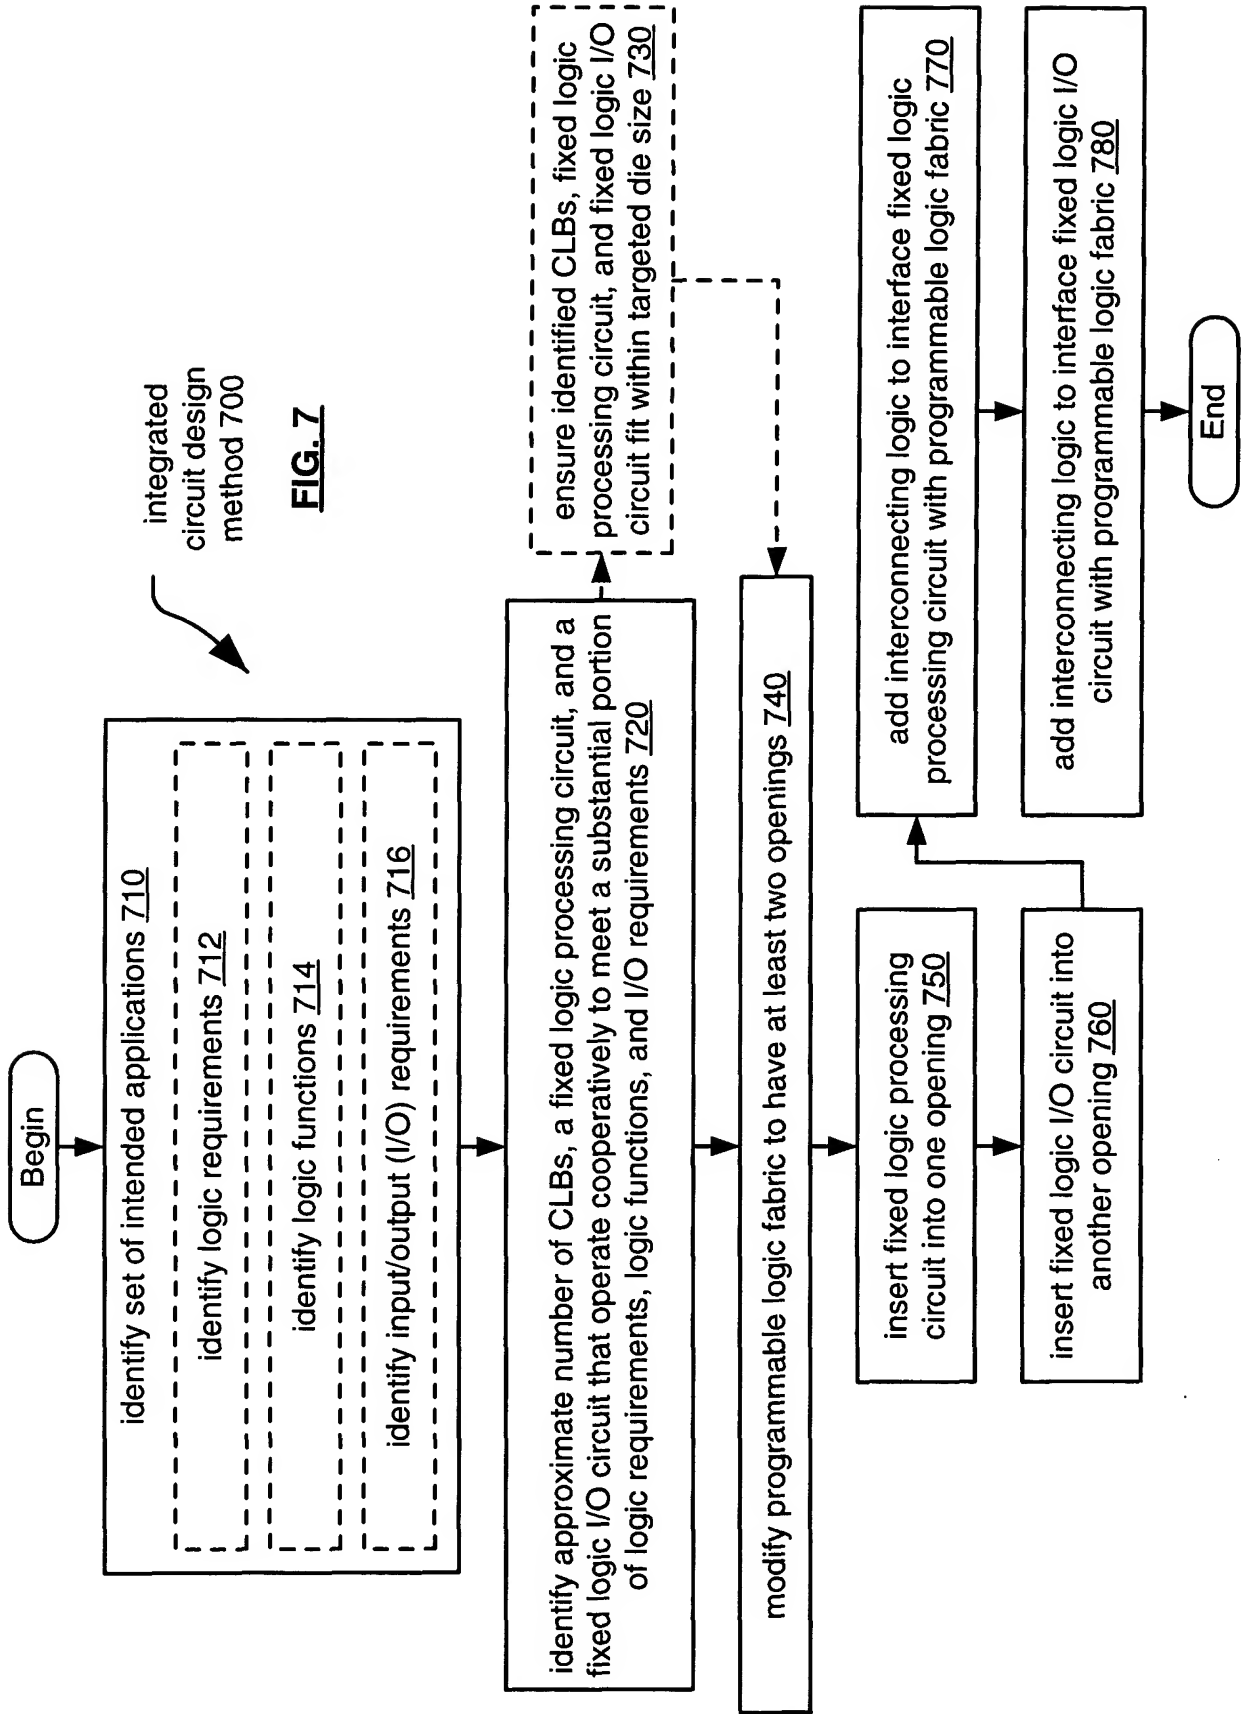 Begin
integrated
circuit design
method 700
FIG. 7
identify set of intended applications 710
identify logic requirements 712
identify logic functions 714
identify input/output (I/O) requirements 716
identify approximate number of CLBs, a fixed logic processing circuit, and a
fixed logic I/O circuit that operate cooperatively to meet a substantial portion
of logic requirements, logic functions, and I/O requirements 720
ensure identified CLBs, fixed logic
processing circuit, and fixed logic I/O
circuit fit within targeted die size 730
modify programmable logic fabric to have at least two openings 740
insert fixed logic processing
circuit into one opening 750
insert fixed logic I/O circuit into
another opening 760
add interconnecting logic to interface fixed logic
processing circuit with programmable logic fabric 770
add interconnecting logic to interface fixed logic I/O
circuit with programmable logic fabric 780
End